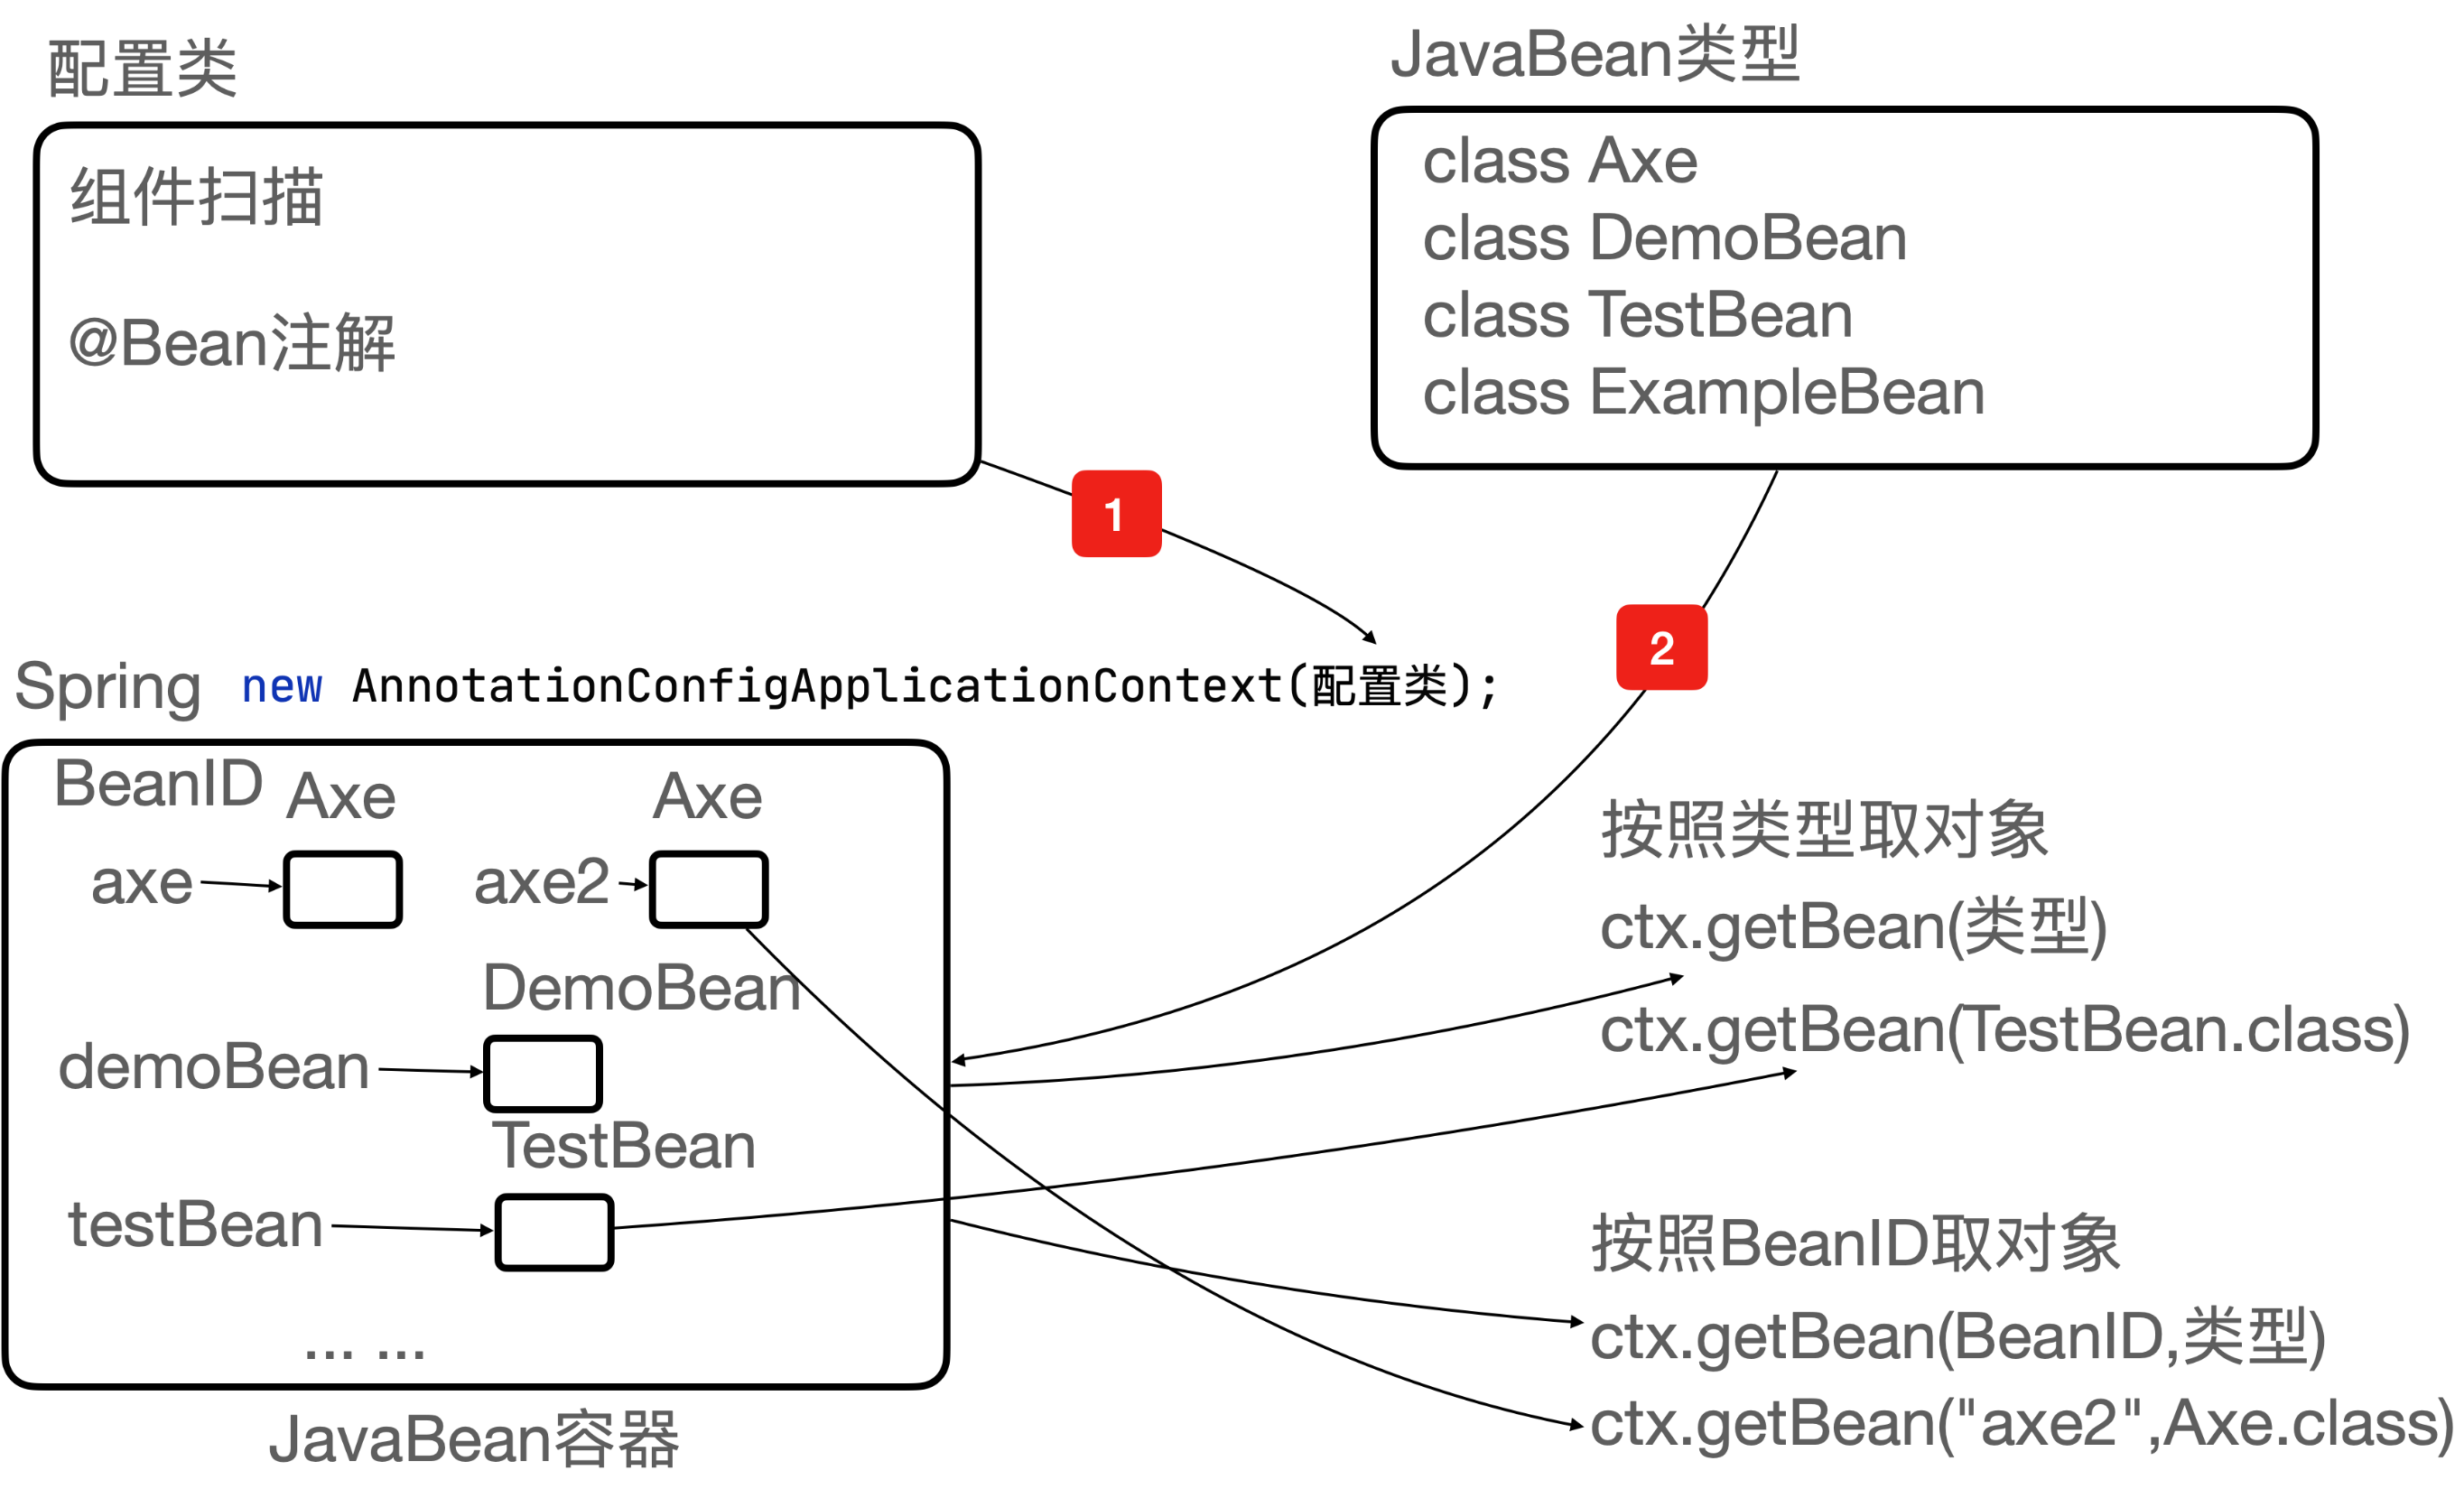 配置类
组件扫描
@Bean注解
JavaBean类型
class Axe
class DemoBean
class TestBean
class ExampleBean
1
2
Spring new AnnotationConfigApplicationContext(配置类);
BeanID Axe Axe
axe axe2
DemoBean
demoBean
TestBean
testBean
... ...
JavaBean容器
按照类型取对象
ctx.getBean(类型)
ctx.getBean(TestBean.class)
按照BeanID取对象
ctx.getBean(BeanID,类型)
ctx.getBean("axe2",Axe.class)